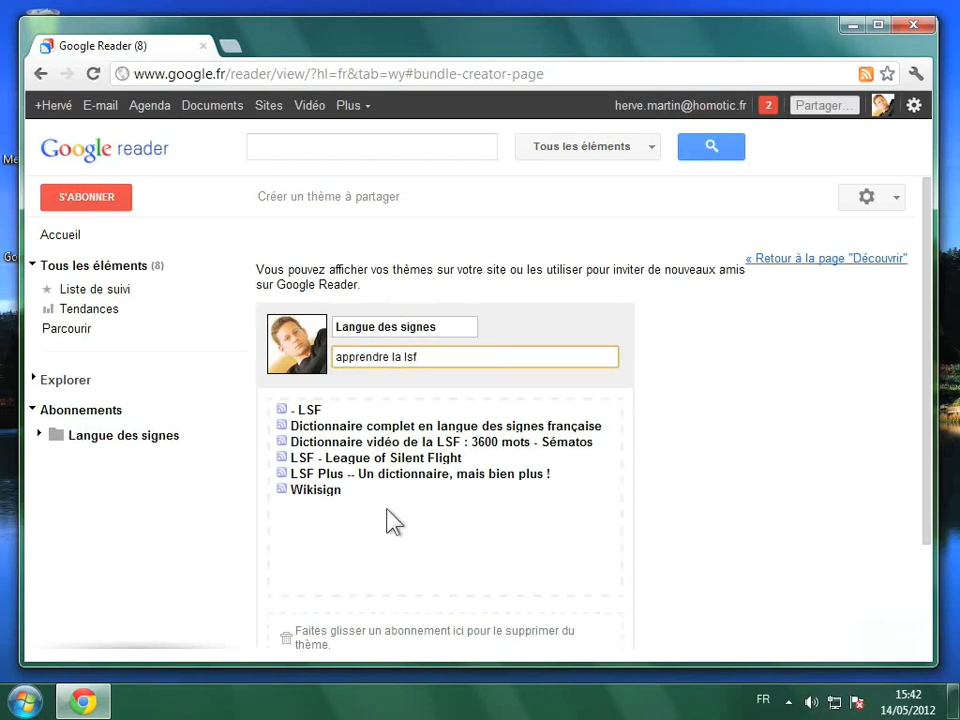 Google Reader (8)
www.google.fr/reader/view/?hl=fr&tab=wy#bundle-creator-page
+Hervé E-mail Agenda Documents Sites Vidéo Plus herve.martin@homotic.fr 2 Partager...
Google reader
Tous les éléments
S'ABONNER
Créer un thème à partager
Accueil
« Retour à la page "Découvrir"
Tous les éléments (8)
Vous pouvez afficher vos thèmes sur votre site ou les utiliser pour inviter de nouveaux amis
sur Google Reader.
Liste de suivi
Tendances
Parcourir
Langue des signes
apprendre la lsf
Explorer
Abonnements
Langue des signes
- LSF
Dictionnaire complet en langue des signes française
Dictionnaire vidéo de la LSF : 3600 mots - Sématos
LSF - League of Silent Flight
LSF Plus -- Un dictionnaire, mais bien plus !
Wikisign
Faites glisser un abonnement ici pour le supprimer du
thème.
FR
15:42
14/05/2012